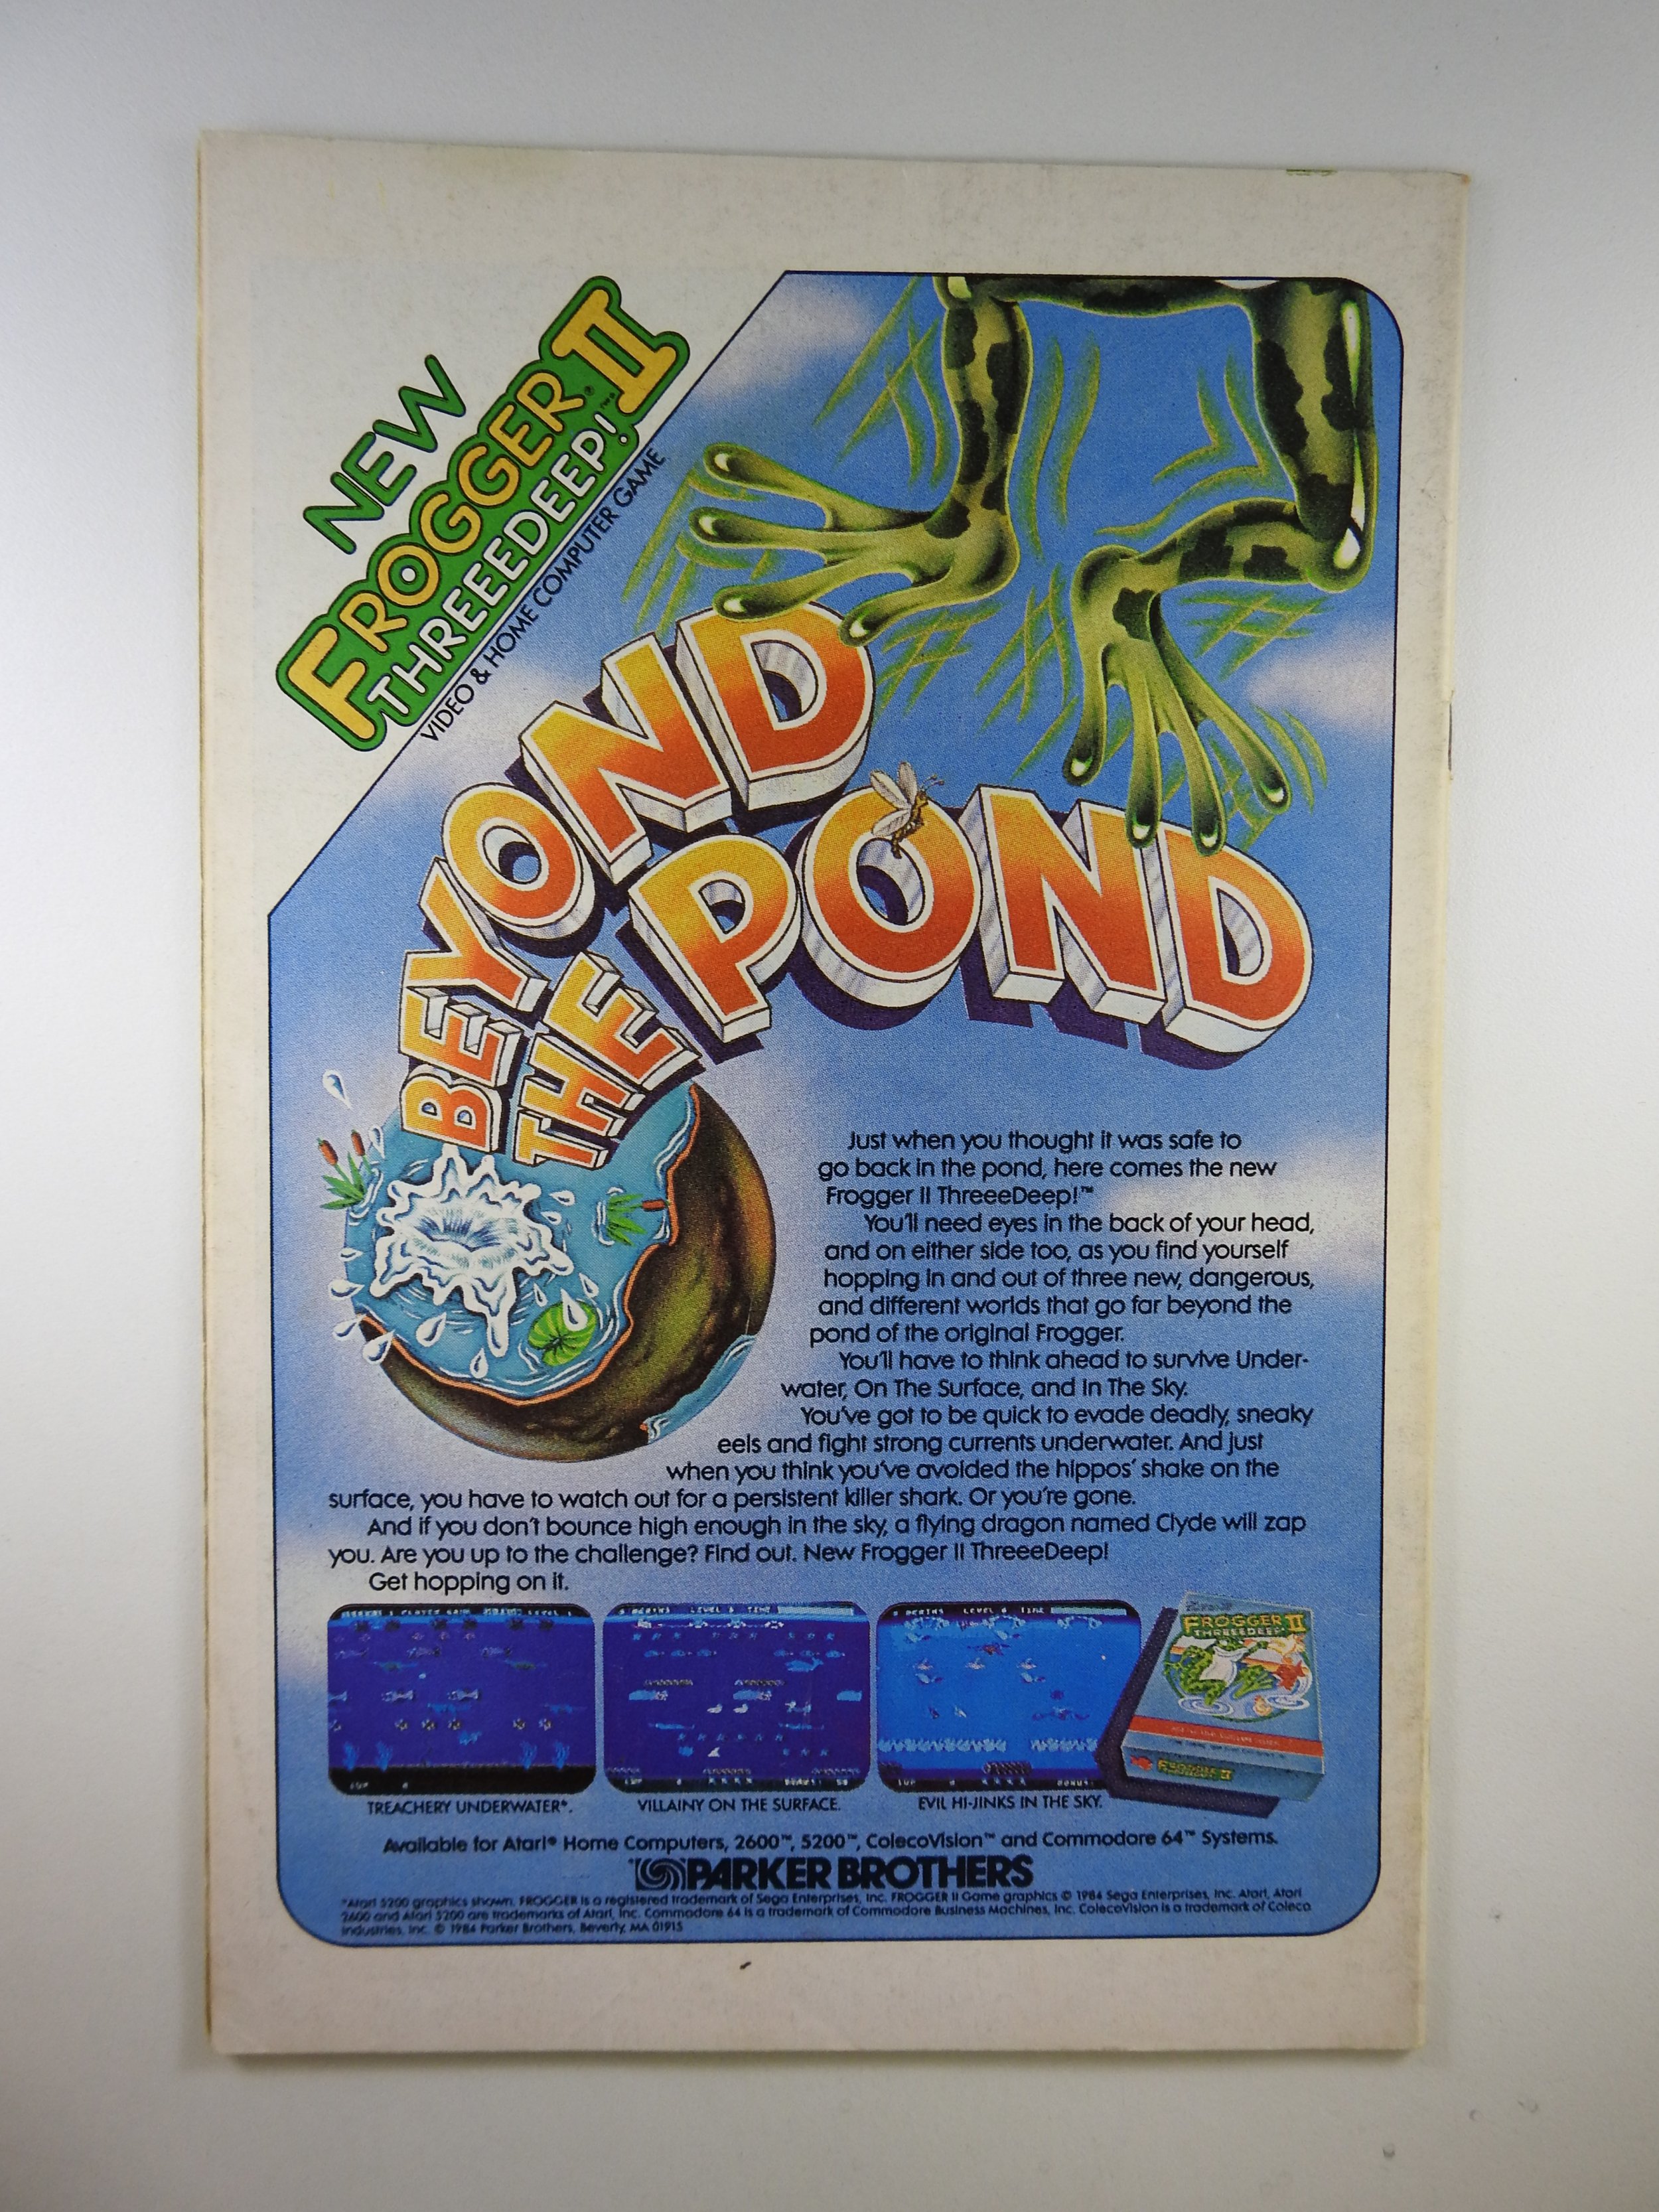 NEW
FROGGER® II
THREEEDEEP!™
VIDEO & HOME COMPUTER GAME
BEYOND
THE POND
Just when you thought it was safe to
go back in the pond, here comes the new
Frogger II ThreeeDeep!™
You'll need eyes in the back of your head,
and on either side too, as you find yourself
hopping in and out of three new, dangerous,
and different worlds that go far beyond the
pond of the original Frogger.
You'll have to think ahead to survive Under-
water, On The Surface, and In The Sky.
You've got to be quick to evade deadly, sneaky
eels and fight strong currents underwater. And just
when you think you've avoided the hippos' shake on the
surface, you have to watch out for a persistent killer shark. Or you're gone.
And if you don't bounce high enough in the sky, a flying dragon named Clyde will zap
you. Are you up to the challenge? Find out. New Frogger II ThreeeDeep!
Get hopping on it.
LEVEL 6 TIME
LEVEL 6 TIME
FROGGER II
THREEEDEEP
FROGGER II
TREACHERY UNDERWATER*.
VILLAINY ON THE SURFACE.
EVIL HI-JINKS IN THE SKY.
Available for Atari® Home Computers, 2600™, 5200™, ColecoVision™ and Commodore 64™ Systems.
PARKER BROTHERS
*Atari 5200 graphics shown. FROGGER is a registered trademark of Sega Enterprises, Inc. FROGGER II Game graphics © 1984 Sega Enterprises, Inc. Atari, Atari
2600 and Atari 5200 are trademarks of Atari, Inc. Commodore 64 is a trademark of Commodore Business Machines, Inc. ColecoVision is a trademark of Coleco
Industries, Inc. © 1984 Parker Brothers, Beverly, MA 01915